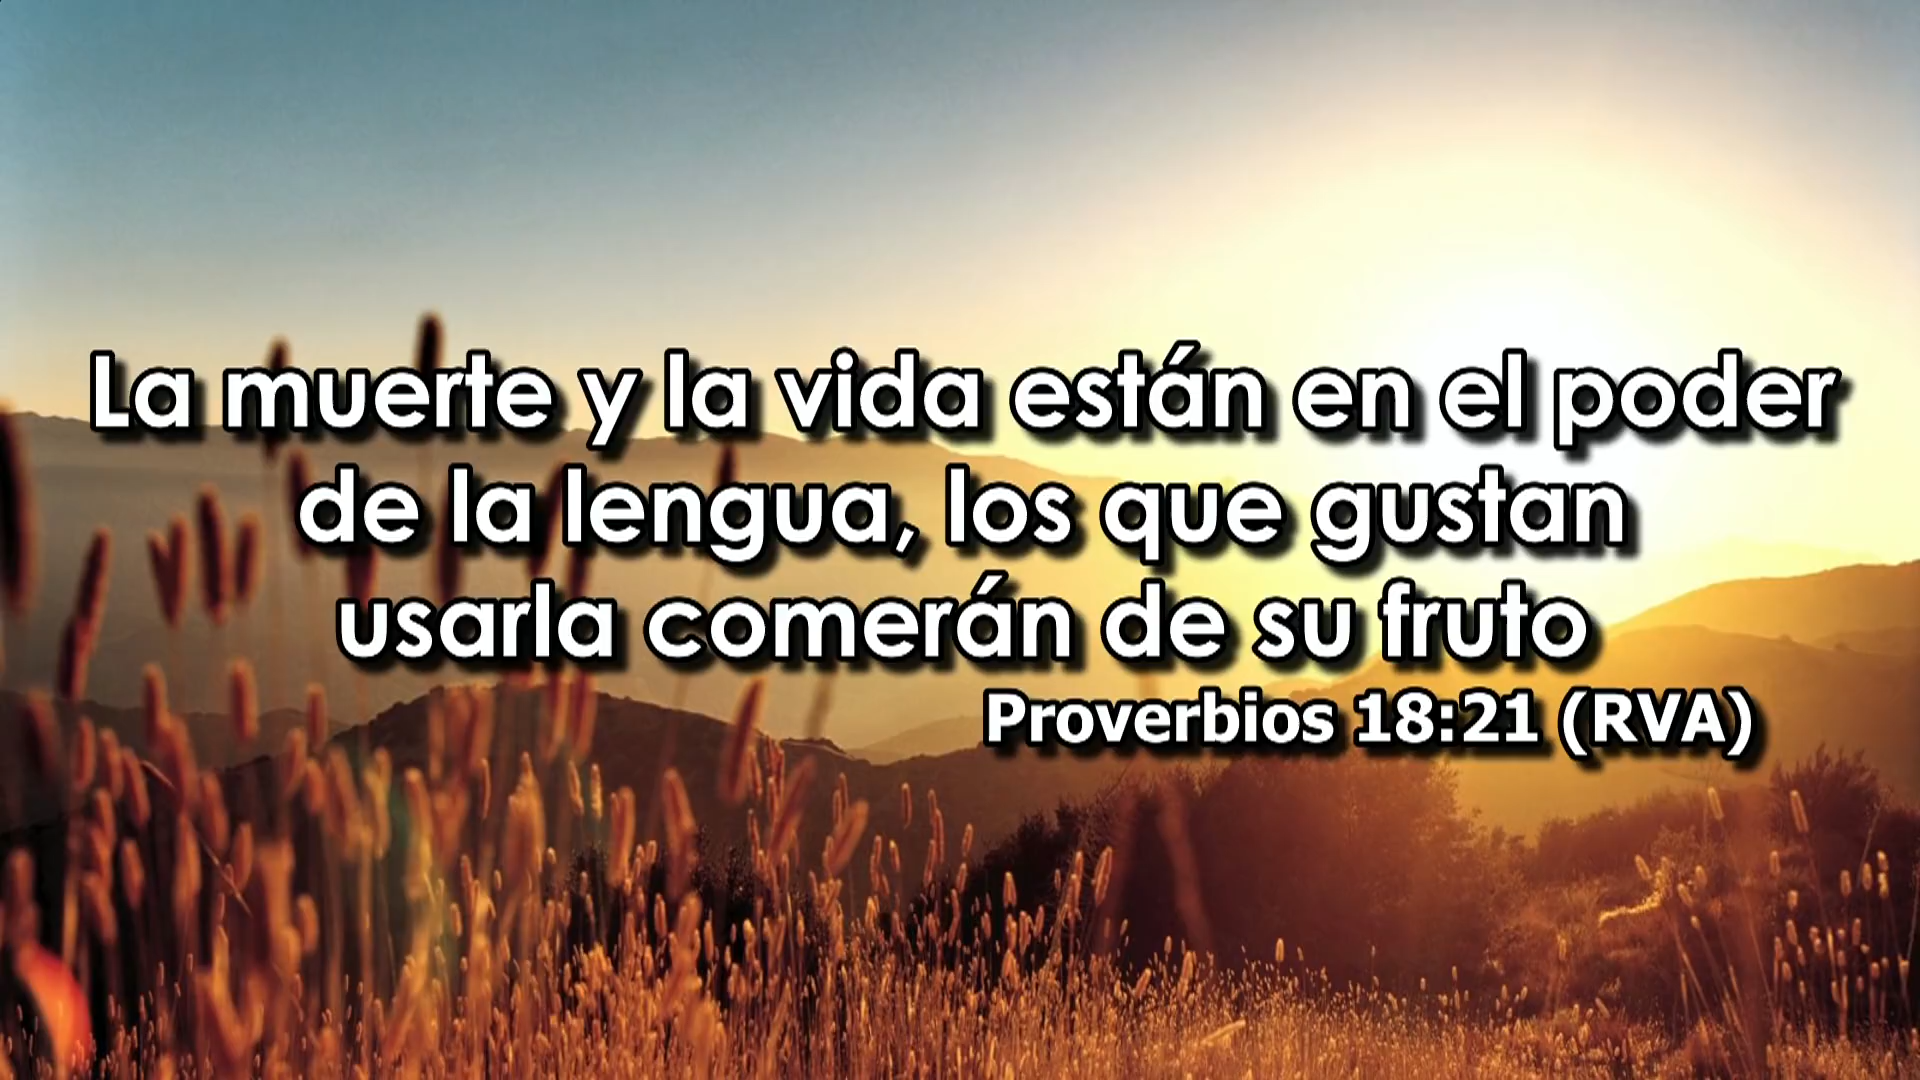 La muerte y la vida están en el poder
de la lengua, los que gustan
usarla comerán de su fruto
Proverbios 18:21 (RVA)